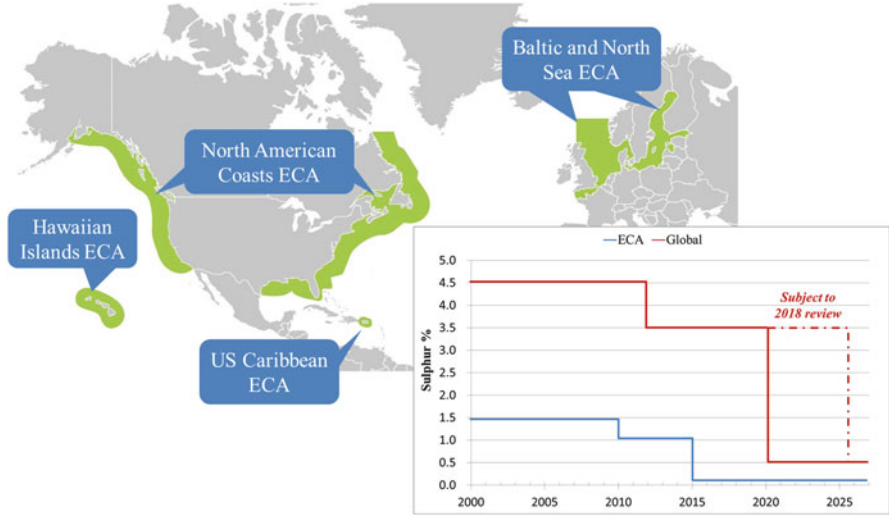 Baltic and North
Sea ECA
North American
Coasts ECA
Hawaiian
Islands ECA
US Caribbean
ECA
ECA
Global
5.0
4.5
4.0
3.5
3.0
2.5
2.0
1.5
1.0
0.5
0.0
Sulphur %
Subject to
2018 review
2000
2005
2010
2015
2020
2025